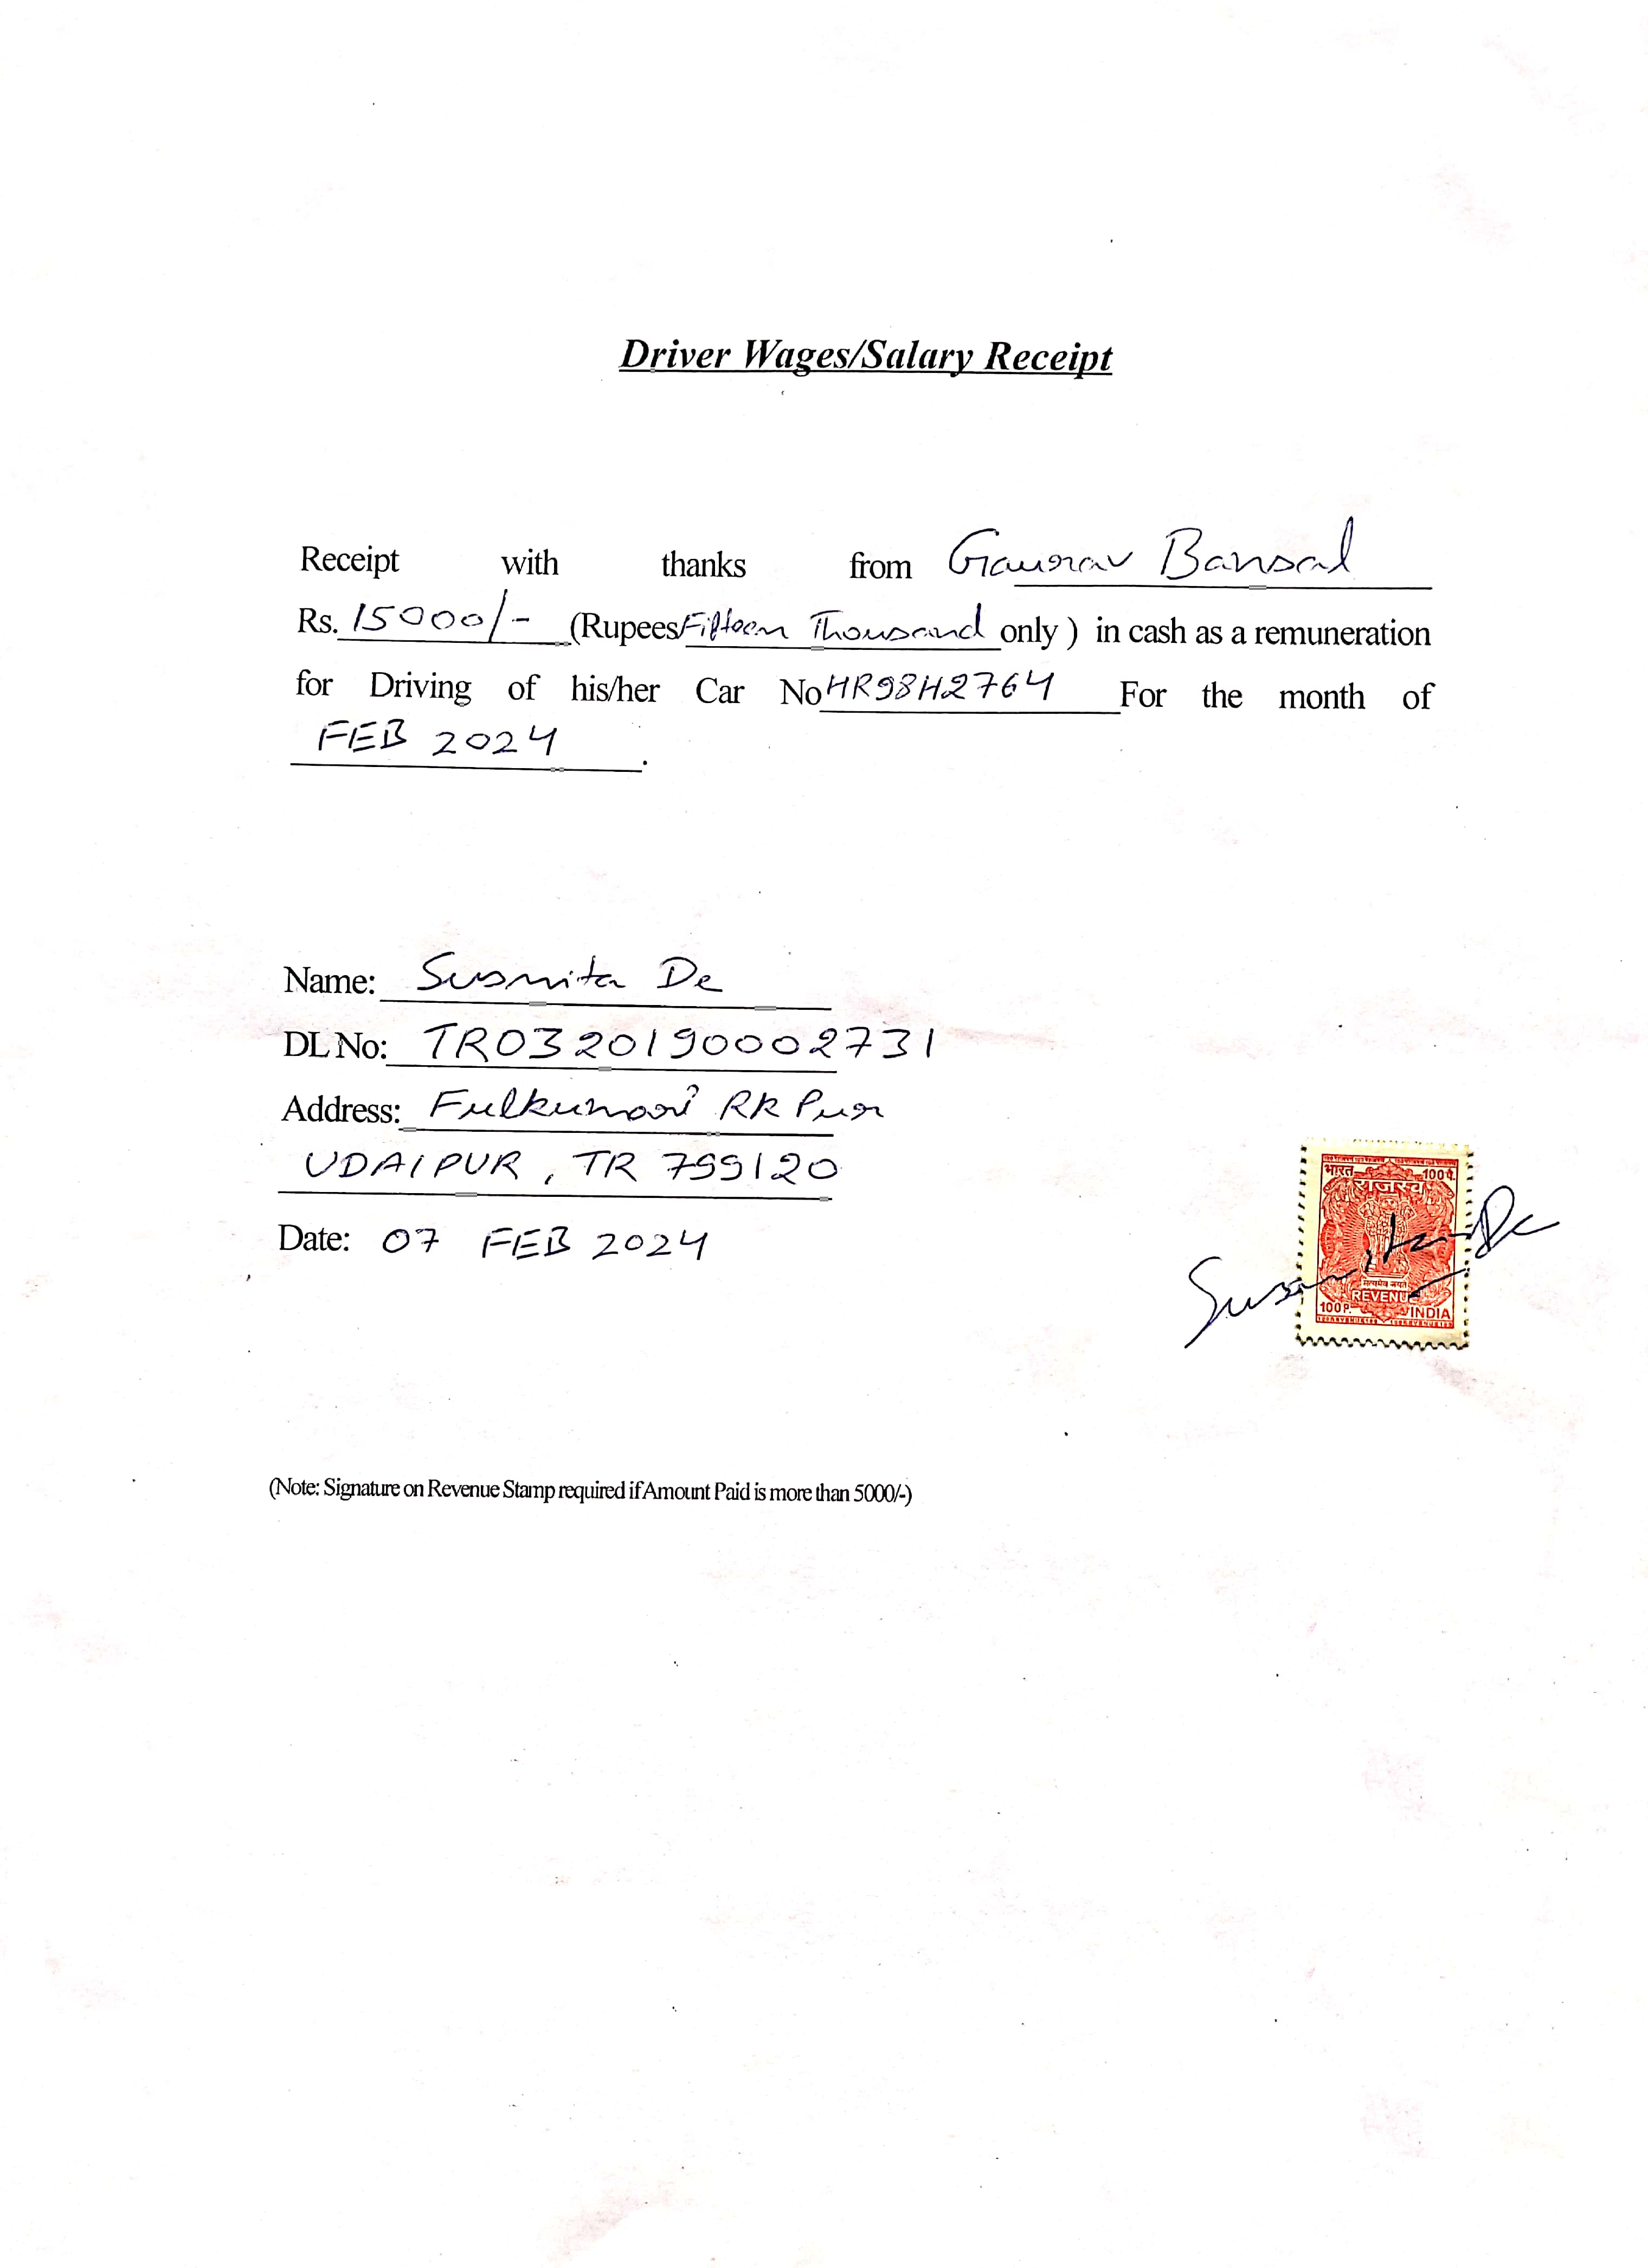 Driver Wages/Salary Receipt
Receipt with thanks from Gaurav Bansal
Rs. 15000/- (Rupees Fifteen Thousand only ) in cash as a remuneration
for Driving of his/her Car No HR98H2764 For the month of
FEB 2024.
Name: Susmita De
DL No: TR0320190002731
Address: Fulkumari RK Pur
UDAIPUR, TR 799120
Date: 07 FEB 2024
भारत 100 प.
राजस्व
सत्यमेव जयते
REVENUE
100 P. INDIA
Susmita De
(Note: Signature on Revenue Stamp required if Amount Paid is more than 5000/-)